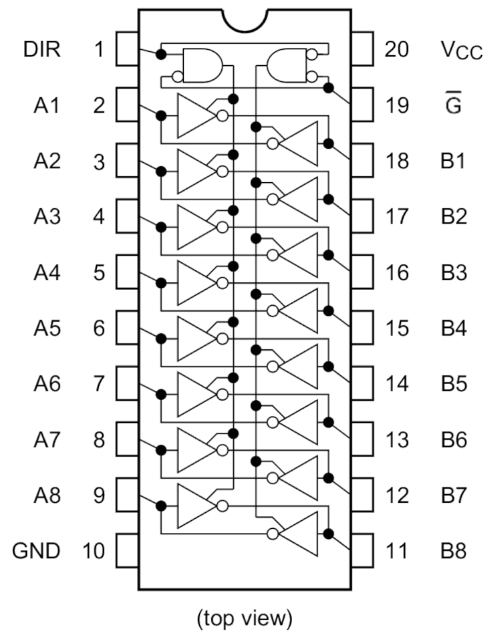 DIR 1 20 VCC
A1 2 19 G̅
A2 3 18 B1
A3 4 17 B2
A4 5 16 B3
A5 6 15 B4
A6 7 14 B5
A7 8 13 B6
A8 9 12 B7
GND 10 11 B8
(top view)